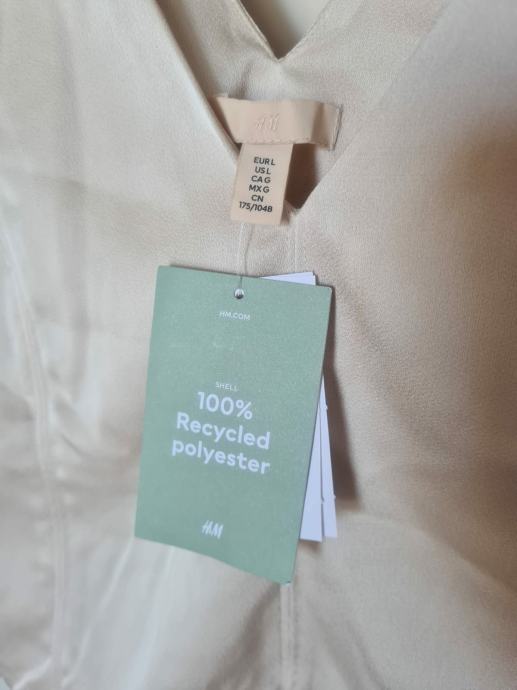 H&M
EUR L
US L
CA G
MX G
CN
175/104B
HM.COM
SHELL
100%
Recycled
polyester
H&M